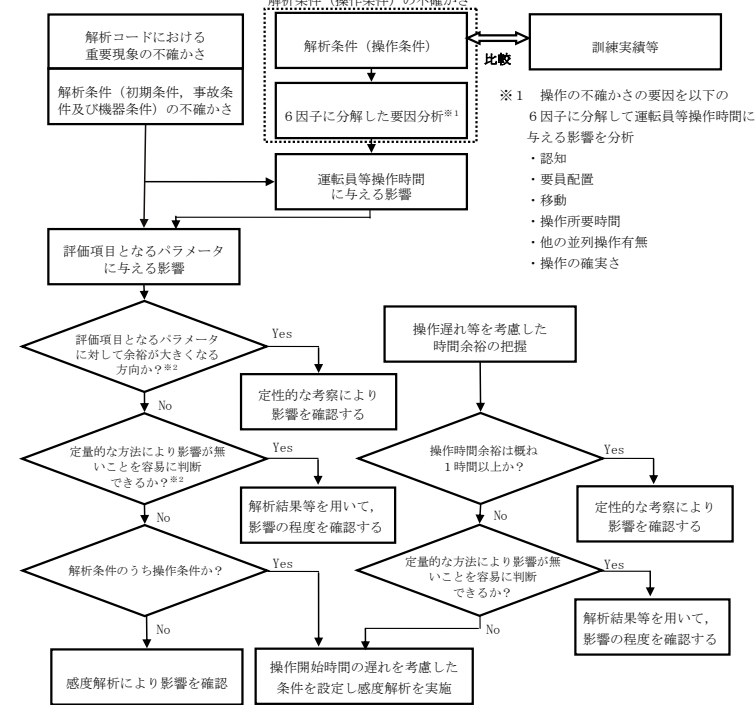 解析条件（操作条件）の不確かさ
解析コードにおける
重要現象の不確かさ
解析条件（初期条件，事故条
件及び機器条件）の不確かさ
解析条件（操作条件）
比較
訓練実績等
６因子に分解した要因分析※１
※１　操作の不確かさの要因を以下の
６因子に分解して運転員等操作時間に
与える影響を分析
・認知
・要員配置
・移動
・操作所要時間
・他の並列操作有無
・操作の確実さ
運転員等操作時間
に与える影響
評価項目となるパラメータ
に与える影響
評価項目となるパラメータ
に対して余裕が大きくなる
方向か？※２
Yes
定性的な考察により
影響を確認する
No
定量的な方法により影響が無
いことを容易に判断
できるか？※２
Yes
解析結果等を用いて，
影響の程度を確認する
No
解析条件のうち操作条件か？
Yes
No
感度解析により影響を確認
操作遅れ等を考慮した
時間余裕の把握
操作時間余裕は概ね
１時間以上か？
Yes
定性的な考察により
影響を確認する
No
定量的な方法により影響が無
いことを容易に判断
できるか？
Yes
解析結果等を用いて，
影響の程度を確認する
No
操作開始時間の遅れを考慮した
条件を設定し感度解析を実施